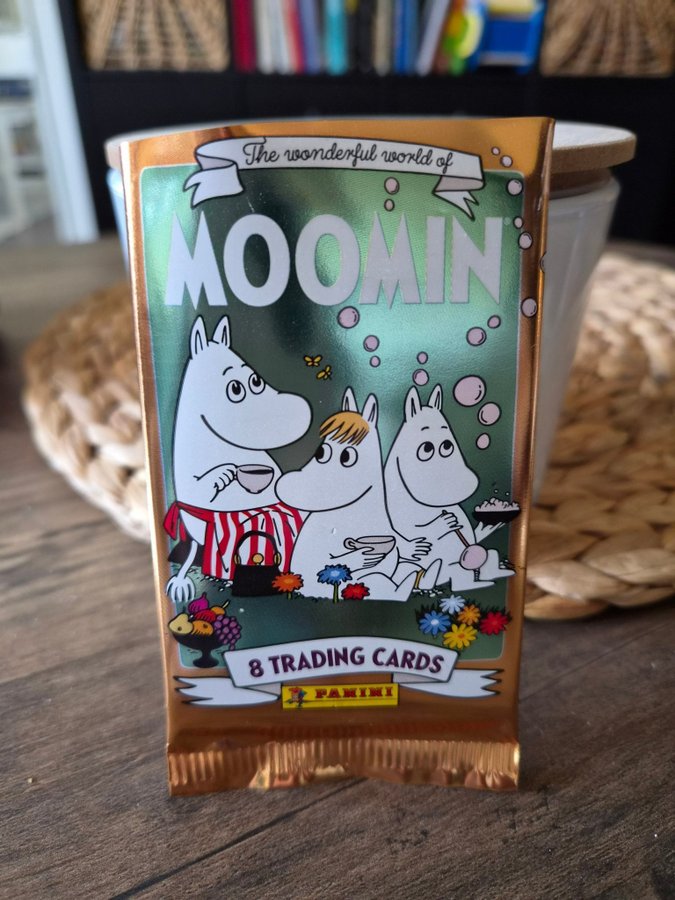 The wonderful world of
MOOMIN
8 TRADING CARDS
PANINI